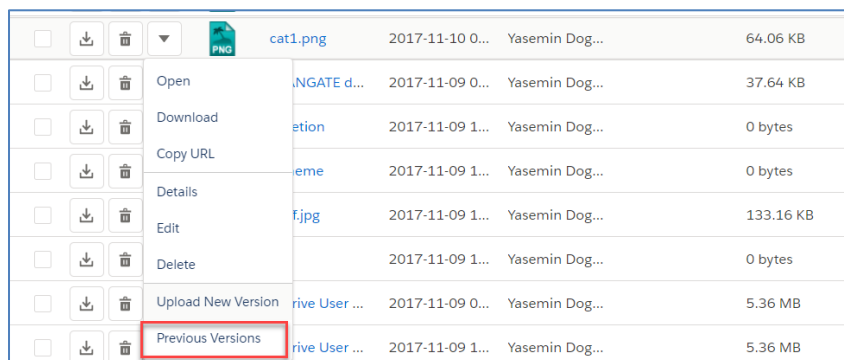 PNG cat1.png 2017-11-10 0... Yasemin Dog... 64.06 KB
Open ANGATE d... 2017-11-09 0... Yasemin Dog... 37.64 KB
Download etion 2017-11-09 1... Yasemin Dog... 0 bytes
Copy URL eme 2017-11-09 1... Yasemin Dog... 0 bytes
Details
Edit f.jpg 2017-11-09 1... Yasemin Dog... 133.16 KB
Delete 2017-11-09 1... Yasemin Dog... 0 bytes
Upload New Version rive User ... 2017-11-09 0... Yasemin Dog... 5.36 MB
Previous Versions rive User ... 2017-11-09 1... Yasemin Dog... 5.36 MB